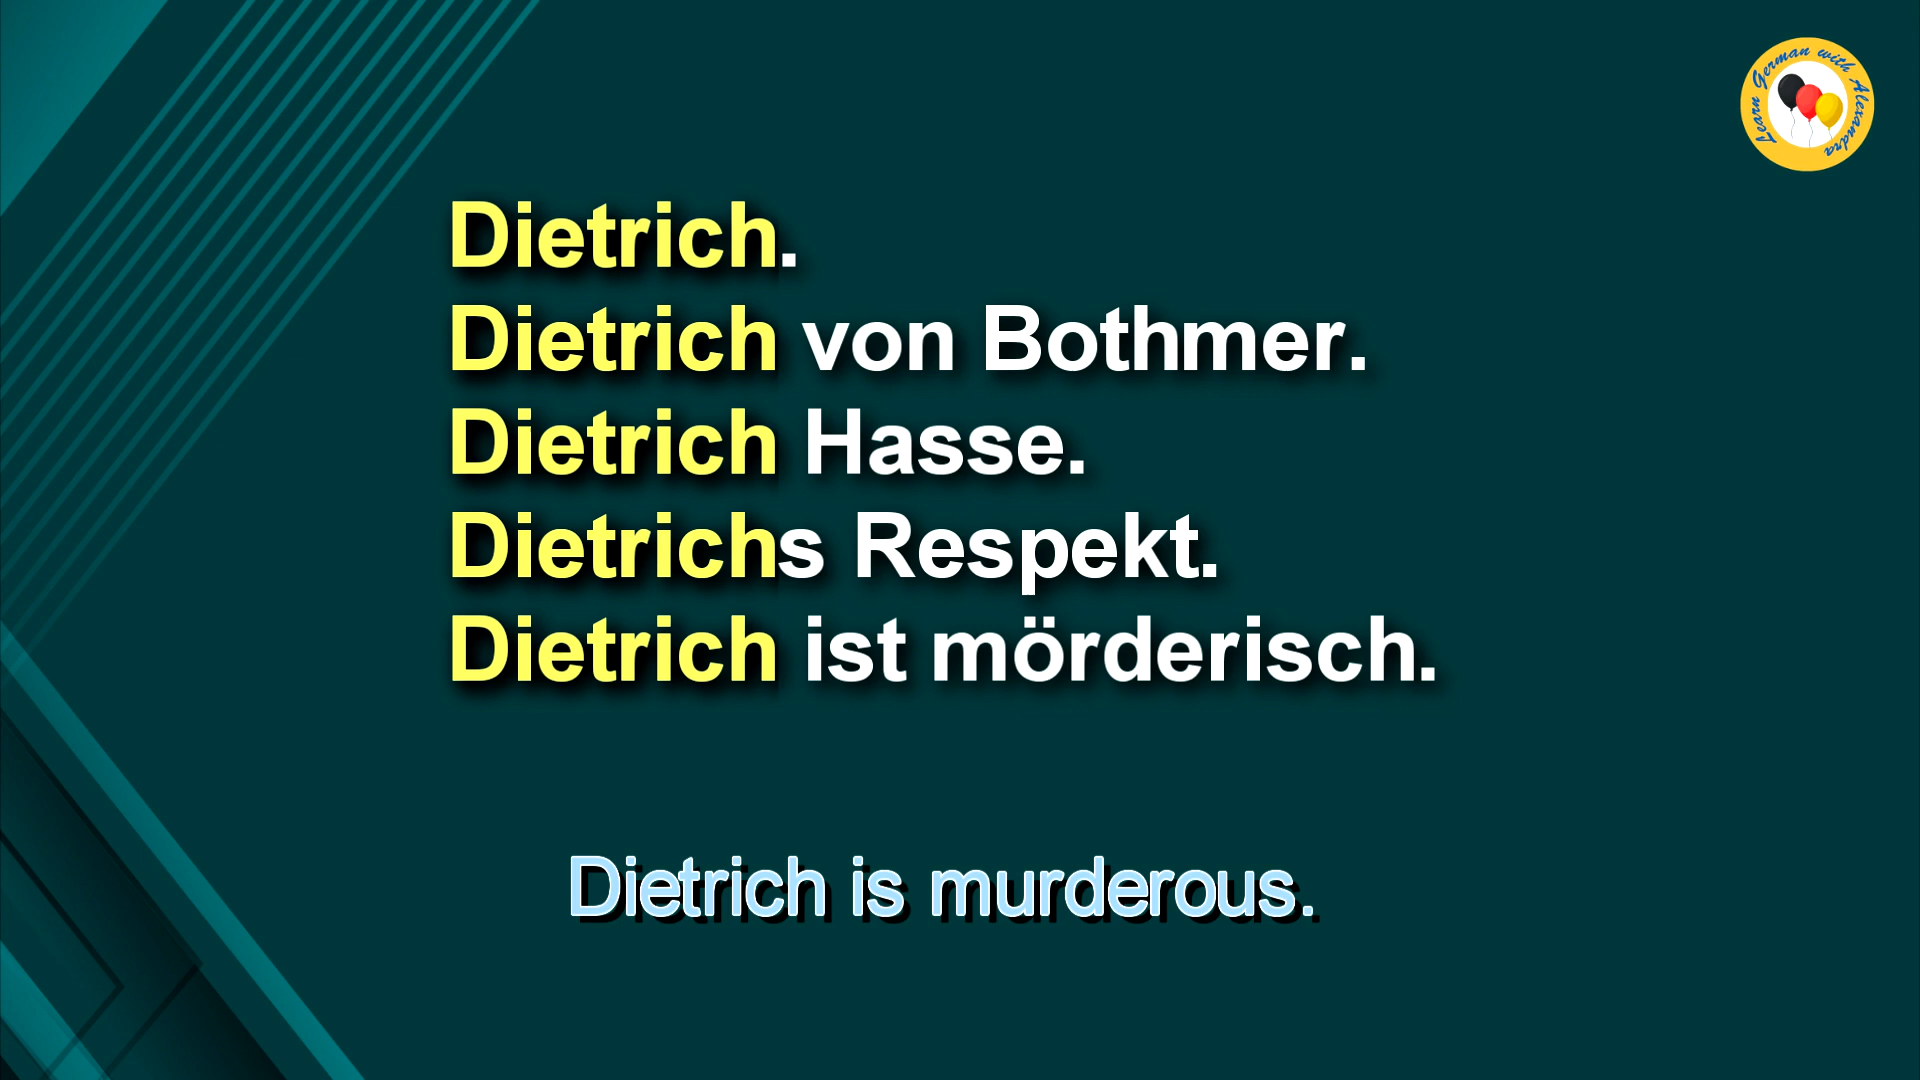 Learn German with Alexandra
Dietrich.
Dietrich von Bothmer.
Dietrich Hasse.
Dietrichs Respekt.
Dietrich ist mörderisch.
Dietrich is murderous.